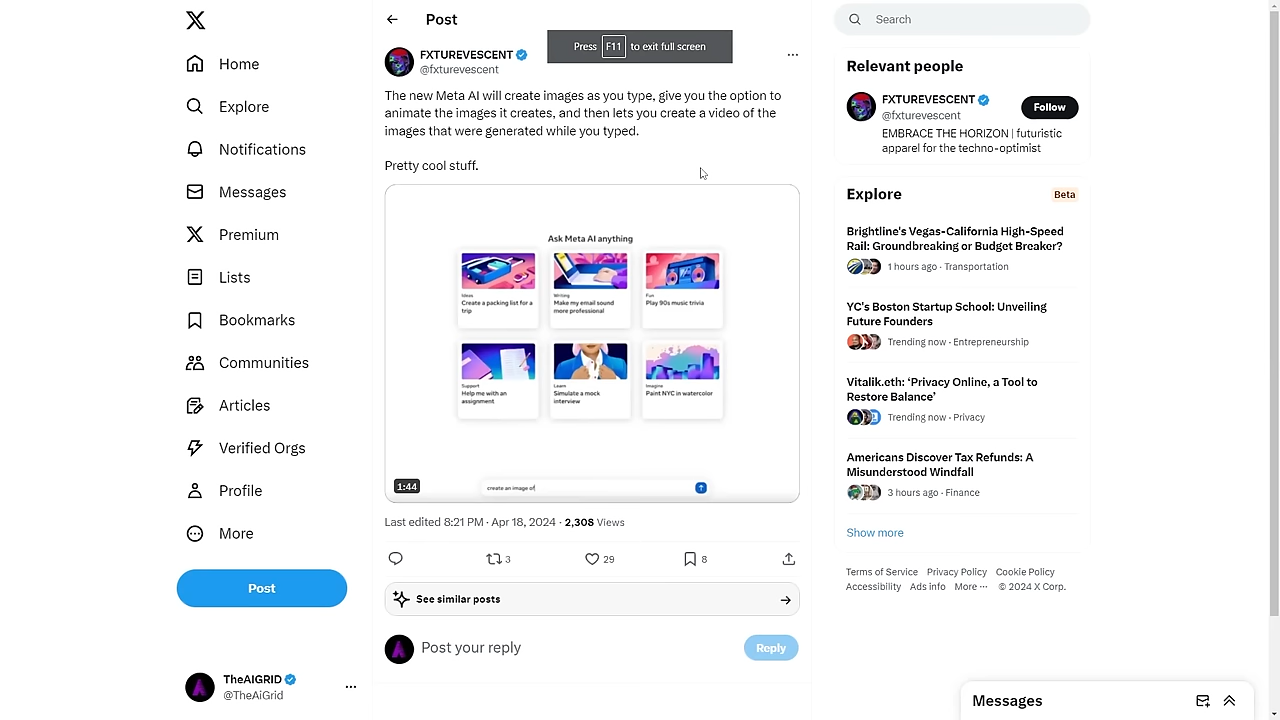 Home
Explore
Notifications
Messages
Premium
Lists
Bookmarks
Communities
Articles
Verified Orgs
Profile
More
Post
TheAIGRID
@TheAiGrid
Post
Press F11 to exit full screen
FXTUREVESCENT
@fxturevescent
The new Meta AI will create images as you type, give you the option to
animate the images it creates, and then lets you create a video of the
images that were generated while you typed.
Pretty cool stuff.
Ask Meta AI anything
Ideas
Create a packing list for a
trip
Writing
Make my email sound
more professional
Fun
Play 90s music trivia
Support
Help me with an
assignment
Learn
Simulate a mock
interview
Imagine
Paint NYC in watercolor
create an image of
1:44
Last edited 8:21 PM · Apr 18, 2024 · 2,308 Views
3
29
8
See similar posts
Post your reply
Reply
Search
Relevant people
FXTUREVESCENT
@fxturevescent
Follow
EMBRACE THE HORIZON | futuristic
apparel for the techno-optimist
Explore
Beta
Brightline's Vegas-California High-Speed
Rail: Groundbreaking or Budget Breaker?
1 hours ago · Transportation
YC's Boston Startup School: Unveiling
Future Founders
Trending now · Entrepreneurship
Vitalik.eth: ‘Privacy Online, a Tool to
Restore Balance’
Trending now · Privacy
Americans Discover Tax Refunds: A
Misunderstood Windfall
3 hours ago · Finance
Show more
Terms of Service Privacy Policy Cookie Policy
Accessibility Ads info More ··· © 2024 X Corp.
Messages